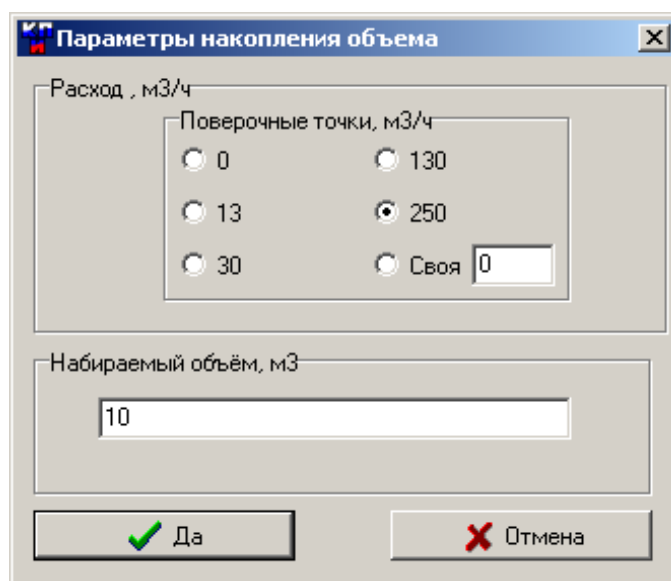 КПИ
Параметры накопления объема
Расход , м3/ч
Поверочные точки, м3/ч
0
130
13
250
30
Своя 0
Набираемый объём, м3
10
Да
Отмена